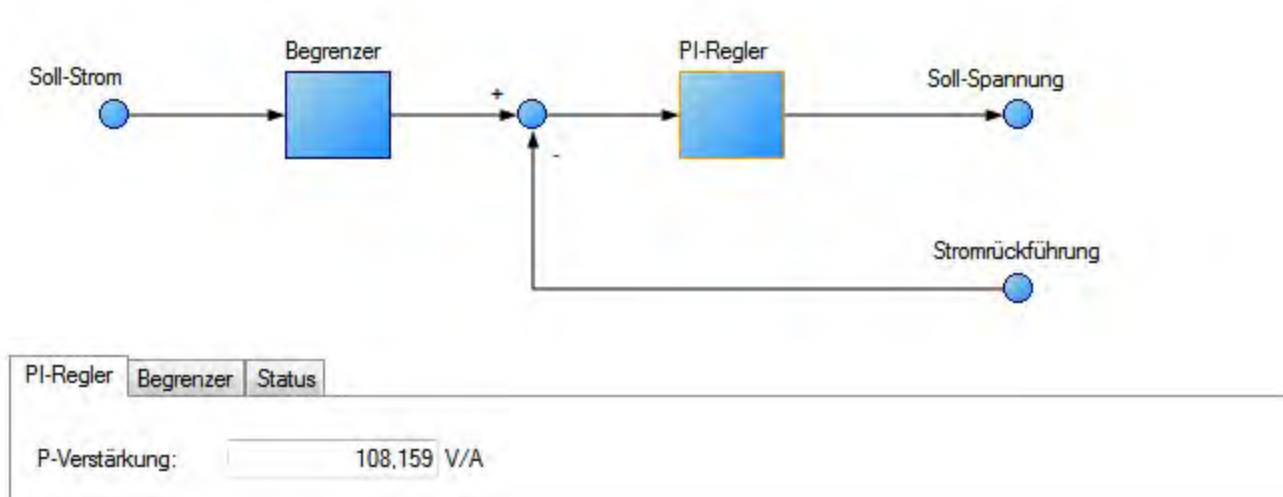 Begrenzer
PI-Regler
Soll-Strom
Soll-Spannung
+
-
Stromrückführung
PI-Regler Begrenzer Status
P-Verstärkung: 108,159 V/A